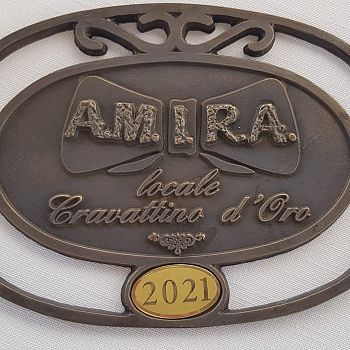 A.M.I.R.A.
locale
Cravattino d'Oro
2021